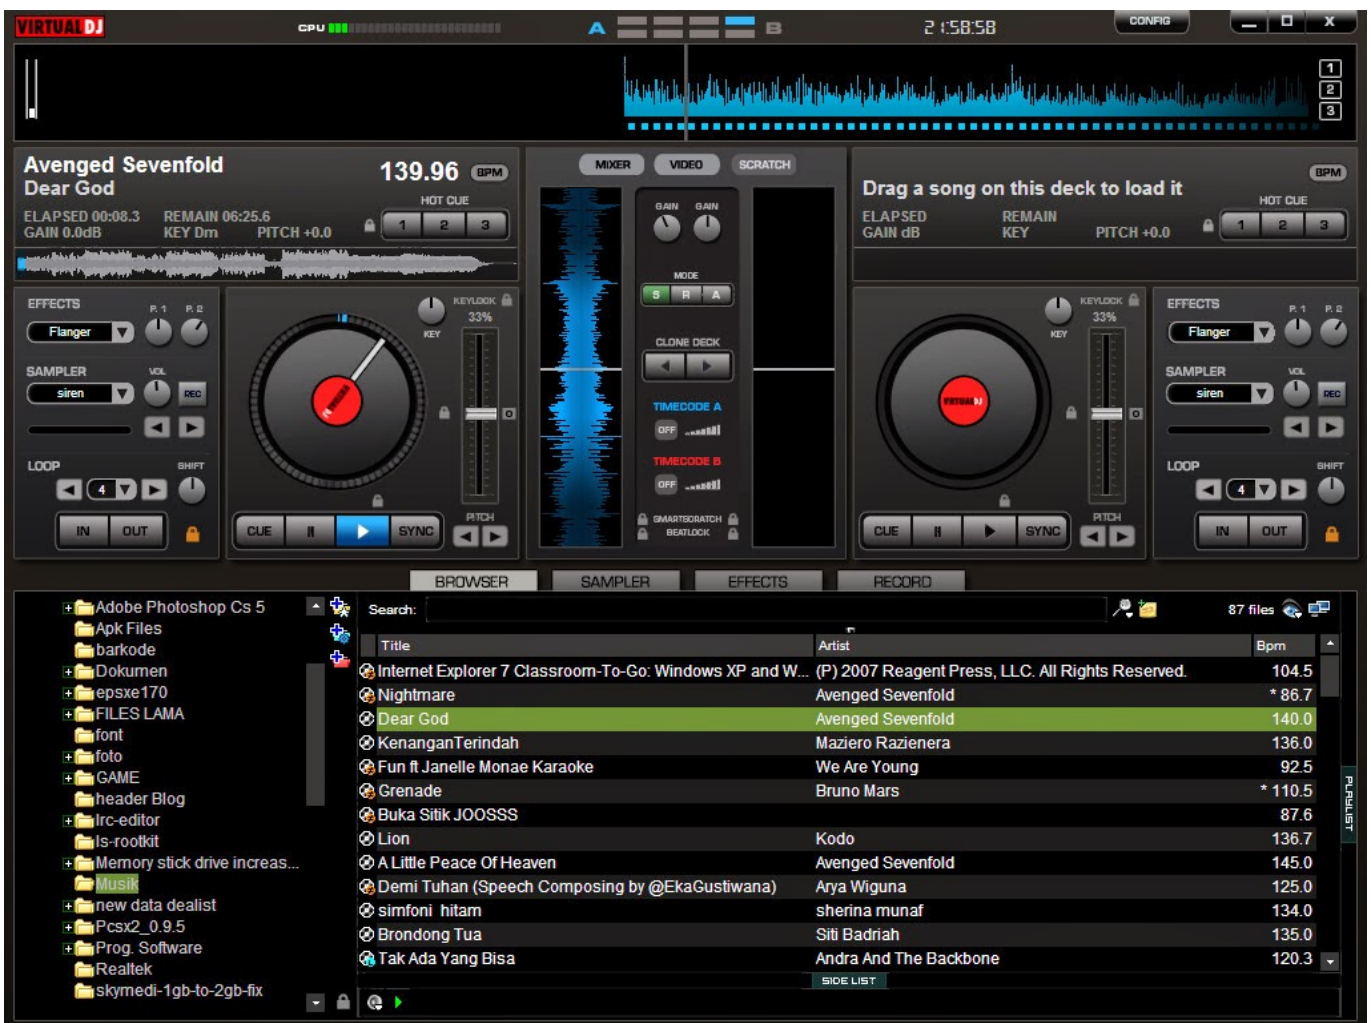 VIRTUAL DJ
CPU
A
B
21:58:58
CONFIG
X
1
2
3
Avenged Sevenfold
Dear God
139.96 BPM
HOT CUE
ELAPSED 00:08.3 REMAIN 06:25.6
GAIN 0.0dB KEY Dm PITCH +0.0
1 2 3
MIXER VIDEO SCRATCH
GAIN GAIN
MODE
S R A
CLONE DECK
TIMECODE A
OFF
TIMECODE B
OFF
SMARTSCRATCH
BEATLOCK
Drag a song on this deck to load it
BPM
HOT CUE
ELAPSED REMAIN
GAIN dB KEY PITCH +0.0
1 2 3
EFFECTS P. 1 P. 2
Flanger
SAMPLER VOL
siren REC
LOOP SHIFT
4
IN OUT
KEYLOCK
33%
KEY
PITCH
CUE SYNC
VIRTUALDJ
KEYLOCK
33%
KEY
PITCH
CUE SYNC
EFFECTS P. 1 P. 2
Flanger
SAMPLER VOL
siren REC
LOOP SHIFT
4
IN OUT
BROWSER SAMPLER EFFECTS RECORD
Adobe Photoshop Cs 5
Apk Files
barkode
Dokumen
epsxe170
FILES LAMA
font
foto
GAME
header Blog
lrc-editor
ls-rootkit
Memory stick drive increas...
Musik
new data dealist
Pcsx2_0.9.5
Prog. Software
Realtek
skymedi-1gb-to-2gb-fix
Search:
87 files
Title Artist Bpm
Internet Explorer 7 Classroom-To-Go: Windows XP and W... (P) 2007 Reagent Press, LLC. All Rights Reserved. 104.5
Nightmare Avenged Sevenfold * 86.7
Dear God Avenged Sevenfold 140.0
KenanganTerindah Maziero Razienera 136.0
Fun ft Janelle Monae Karaoke We Are Young 92.5
Grenade Bruno Mars * 110.5
Buka Sitik JOOSSS 87.6
Lion Kodo 136.7
A Little Peace Of Heaven Avenged Sevenfold 145.0
Demi Tuhan (Speech Composing by @EkaGustiwana) Arya Wiguna 125.0
simfoni hitam sherina munaf 134.0
Brondong Tua Siti Badriah 135.0
Tak Ada Yang Bisa Andra And The Backbone 120.3
SIDE LIST
PLAYLIST